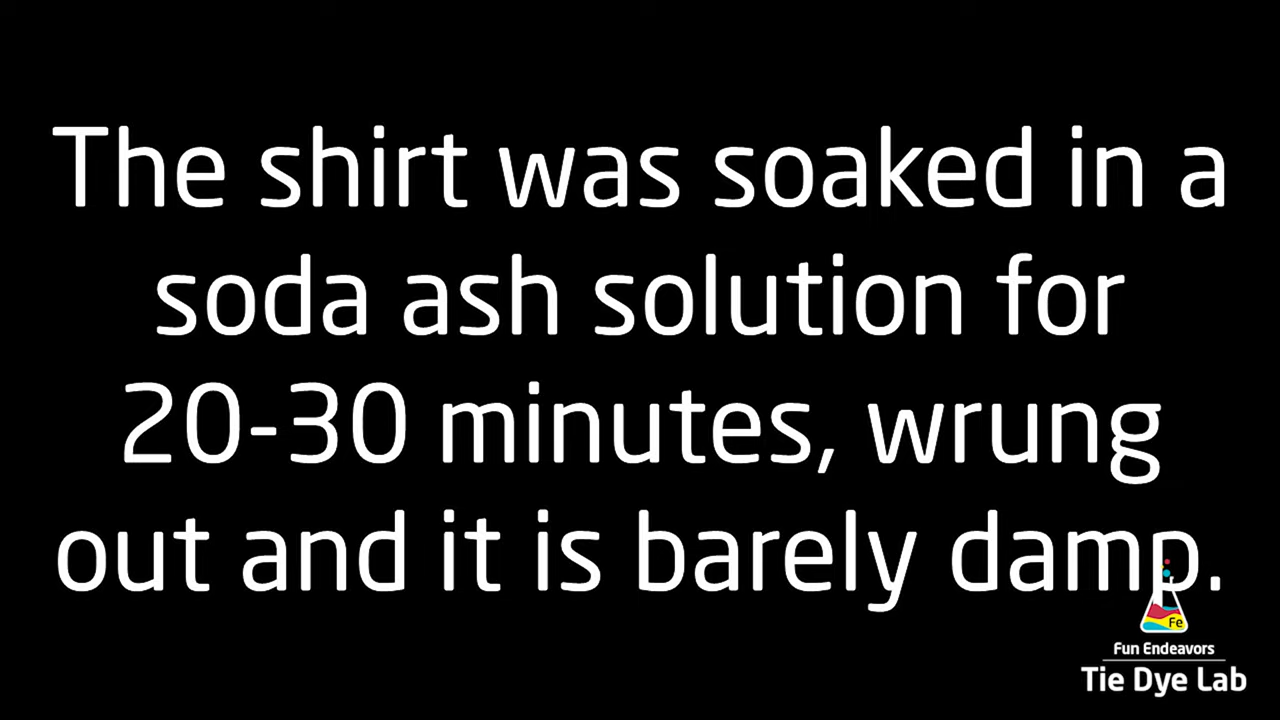 The shirt was soaked in a
soda ash solution for
20-30 minutes, wrung
out and it is barely damp.
Fe
Fun Endeavors
Tie Dye Lab